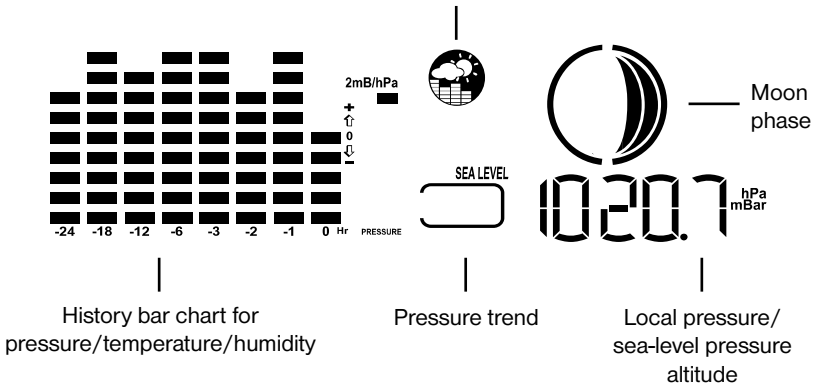 2mB/hPa
+
0
-
-24 -18 -12 -6 -3 -2 -1 0 Hr PRESSURE
SEA LEVEL
1020.7 hPa
mBar
Moon
phase
History bar chart for
pressure/temperature/humidity
Pressure trend
Local pressure/
sea-level pressure
altitude